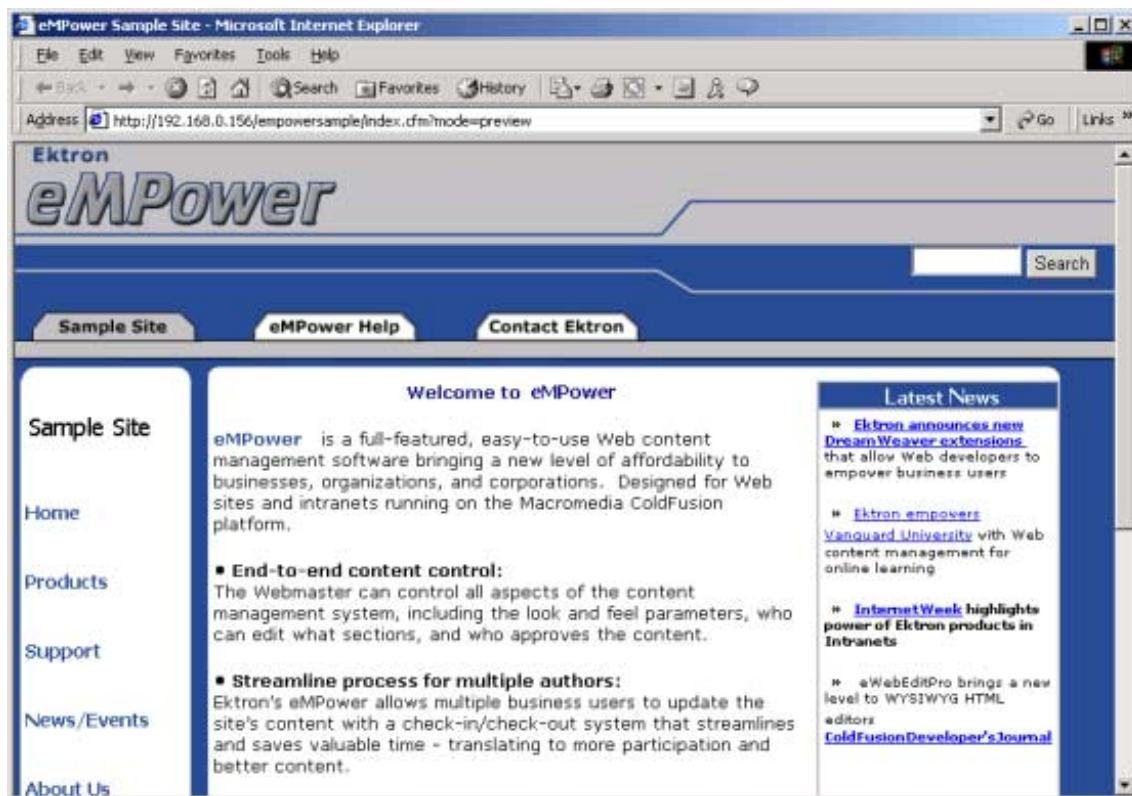 eMPower Sample Site - Microsoft Internet Explorer
File Edit View Favorites Tools Help
Back Search Favorites History
Address http://192.168.0.156/empowersample/index.cfm?mode=preview Go Links »
Ektron
eMPower
Search
Sample Site eMPower Help Contact Ektron
Sample Site
Home
Products
Support
News/Events
About Us
Welcome to eMPower
eMPower is a full-featured, easy-to-use Web content
management software bringing a new level of affordability to
businesses, organizations, and corporations. Designed for Web
sites and intranets running on the Macromedia ColdFusion
platform.
• End-to-end content control:
The Webmaster can control all aspects of the content
management system, including the look and feel parameters, who
can edit what sections, and who approves the content.
• Streamline process for multiple authors:
Ektron's eMPower allows multiple business users to update the
site's content with a check-in/check-out system that streamlines
and saves valuable time - translating to more participation and
better content.
Latest News
» Ektron announces new
DreamWeaver extensions
that allow Web developers to
empower business users
» Ektron empowers
Vanguard University with Web
content management for
online learning
» InternetWeek highlights
power of Ektron products in
Intranets
» eWebEditPro brings a new
level to WYSIWYG HTML
editors
ColdFusionDeveloper'sJournal